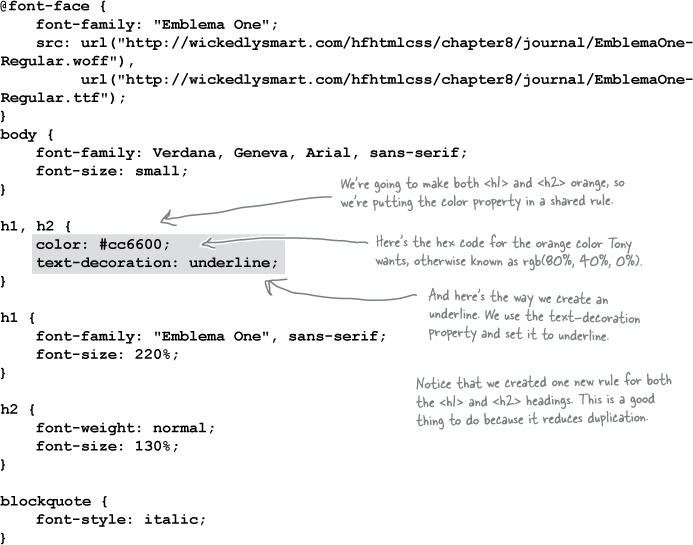 @font-face {
font-family: "Emblema One";
src: url("http://wickedlysmart.com/hfhtmlcss/chapter8/journal/EmblemaOne-
Regular.woff"),
url("http://wickedlysmart.com/hfhtmlcss/chapter8/journal/EmblemaOne-
Regular.ttf");
}
body {
font-family: Verdana, Geneva, Arial, sans-serif;
font-size: small;
}
We're going to make both <h1> and <h2> orange, so
we're putting the color property in a shared rule.
h1, h2 {
color: #cc6600;
text-decoration: underline;
}
Here's the hex code for the orange color Tony
wants, otherwise known as rgb(80%, 40%, 0%).
And here's the way we create an
underline. We use the text-decoration
property and set it to underline.
h1 {
font-family: "Emblema One", sans-serif;
font-size: 220%;
}
Notice that we created one new rule for both
the <h1> and <h2> headings. This is a good
thing to do because it reduces duplication.
h2 {
font-weight: normal;
font-size: 130%;
}
blockquote {
font-style: italic;
}